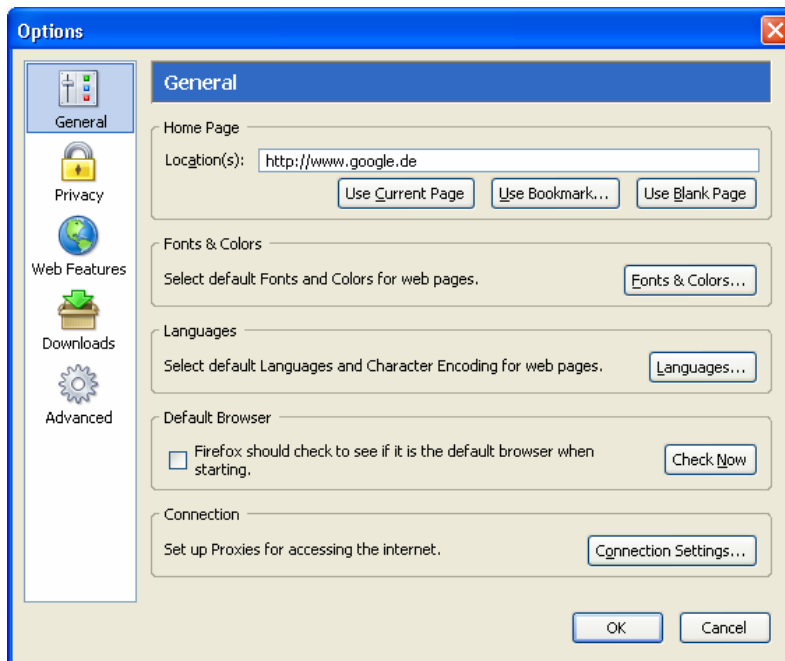 Options
General
Privacy
Web Features
Downloads
Advanced
General
Home Page
Location(s): http://www.google.de
Use Current Page Use Bookmark... Use Blank Page
Fonts & Colors
Select default Fonts and Colors for web pages. Fonts & Colors...
Languages
Select default Languages and Character Encoding for web pages. Languages...
Default Browser
Firefox should check to see if it is the default browser when
starting. Check Now
Connection
Set up Proxies for accessing the internet. Connection Settings...
OK Cancel